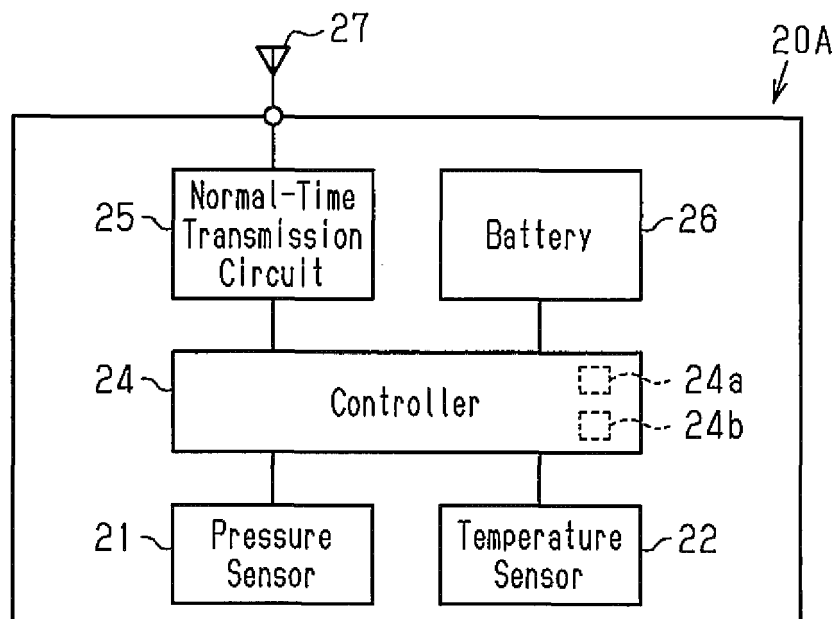 27
20A
25
Normal-Time
Transmission
Circuit
Battery
26
24
Controller
24a
24b
21
Pressure
Sensor
Temperature
Sensor
22